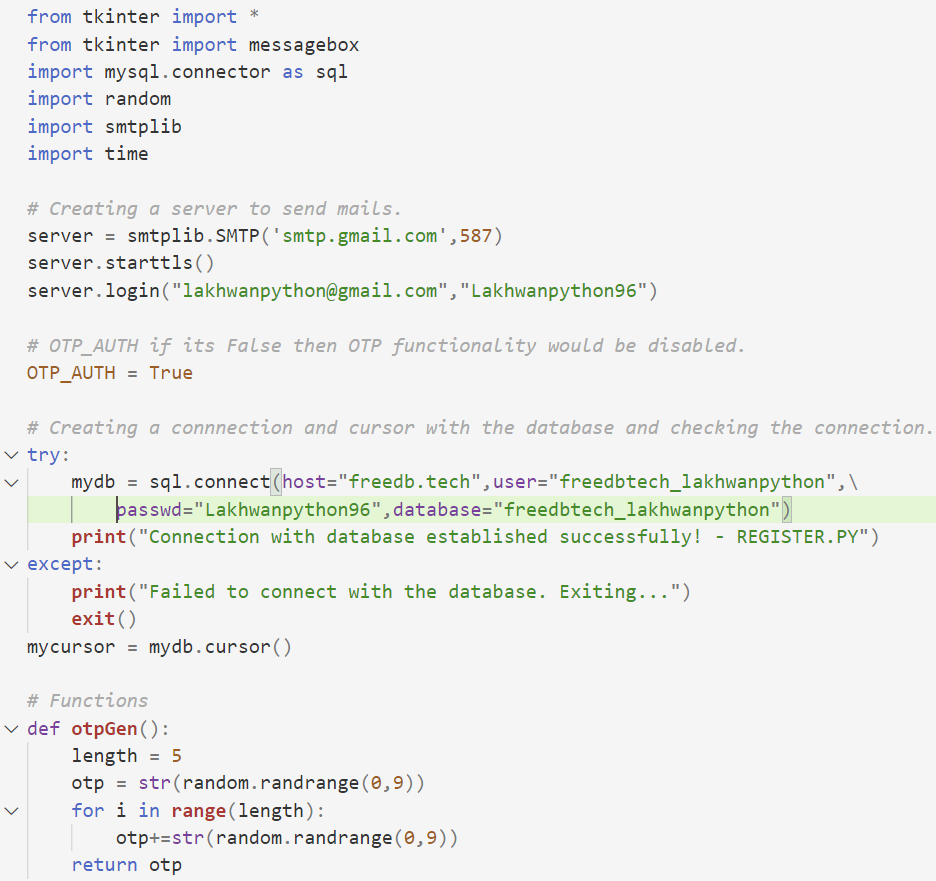 from tkinter import *
from tkinter import messagebox
import mysql.connector as sql
import random
import smtplib
import time
# Creating a server to send mails.
server = smtplib.SMTP('smtp.gmail.com',587)
server.starttls()
server.login("lakhwanpython@gmail.com","Lakhwanpython96")
# OTP_AUTH if its False then OTP functionality would be disabled.
OTP_AUTH = True
# Creating a connnection and cursor with the database and checking the connection.
try:
    mydb = sql.connect(host="freedb.tech",user="freedbtech_lakhwanpython",\
        passwd="Lakhwanpython96",database="freedbtech_lakhwanpython")
    print("Connection with database established successfully! - REGISTER.PY")
except:
    print("Failed to connect with the database. Exiting...")
    exit()
mycursor = mydb.cursor()
# Functions
def otpGen():
    length = 5
    otp = str(random.randrange(0,9))
    for i in range(length):
        otp+=str(random.randrange(0,9))
    return otp